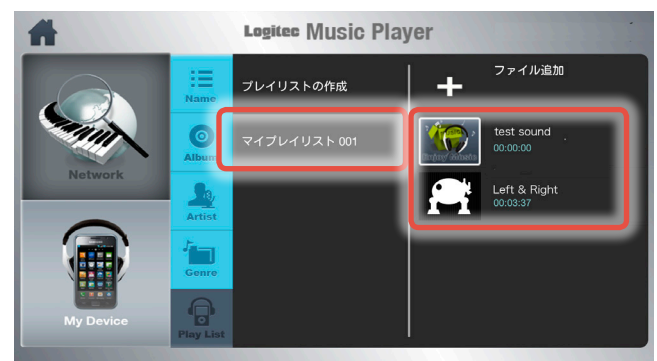 Logitec Music Player
Network
My Device
Name
Album
Artist
Genre
Play List
プレイリストの作成
マイプレイリスト 001
ファイル追加
test sound
00:00:00
Left & Right
00:03:37